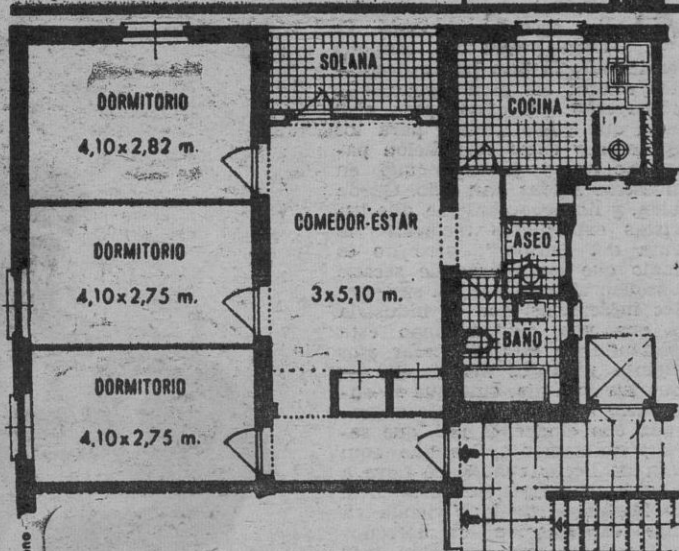 SOLANA
DORMITORIO
4,10 x 2,82 m.
COCINA
COMEDOR-ESTAR
3 x 5,10 m.
DORMITORIO
4,10 x 2,75 m.
ASEO
BAÑO
DORMITORIO
4,10 x 2,75 m.